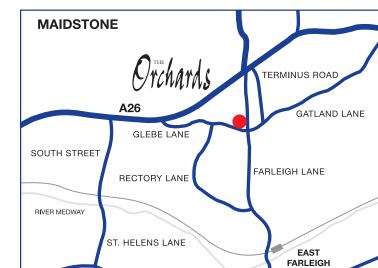 MAIDSTONE
THE
Orchards
TERMINUS ROAD
A26
GATLAND LANE
GLEBE LANE
SOUTH STREET
RECTORY LANE
FARLEIGH LANE
RIVER MEDWAY
ST. HELENS LANE
EAST
FARLEIGH